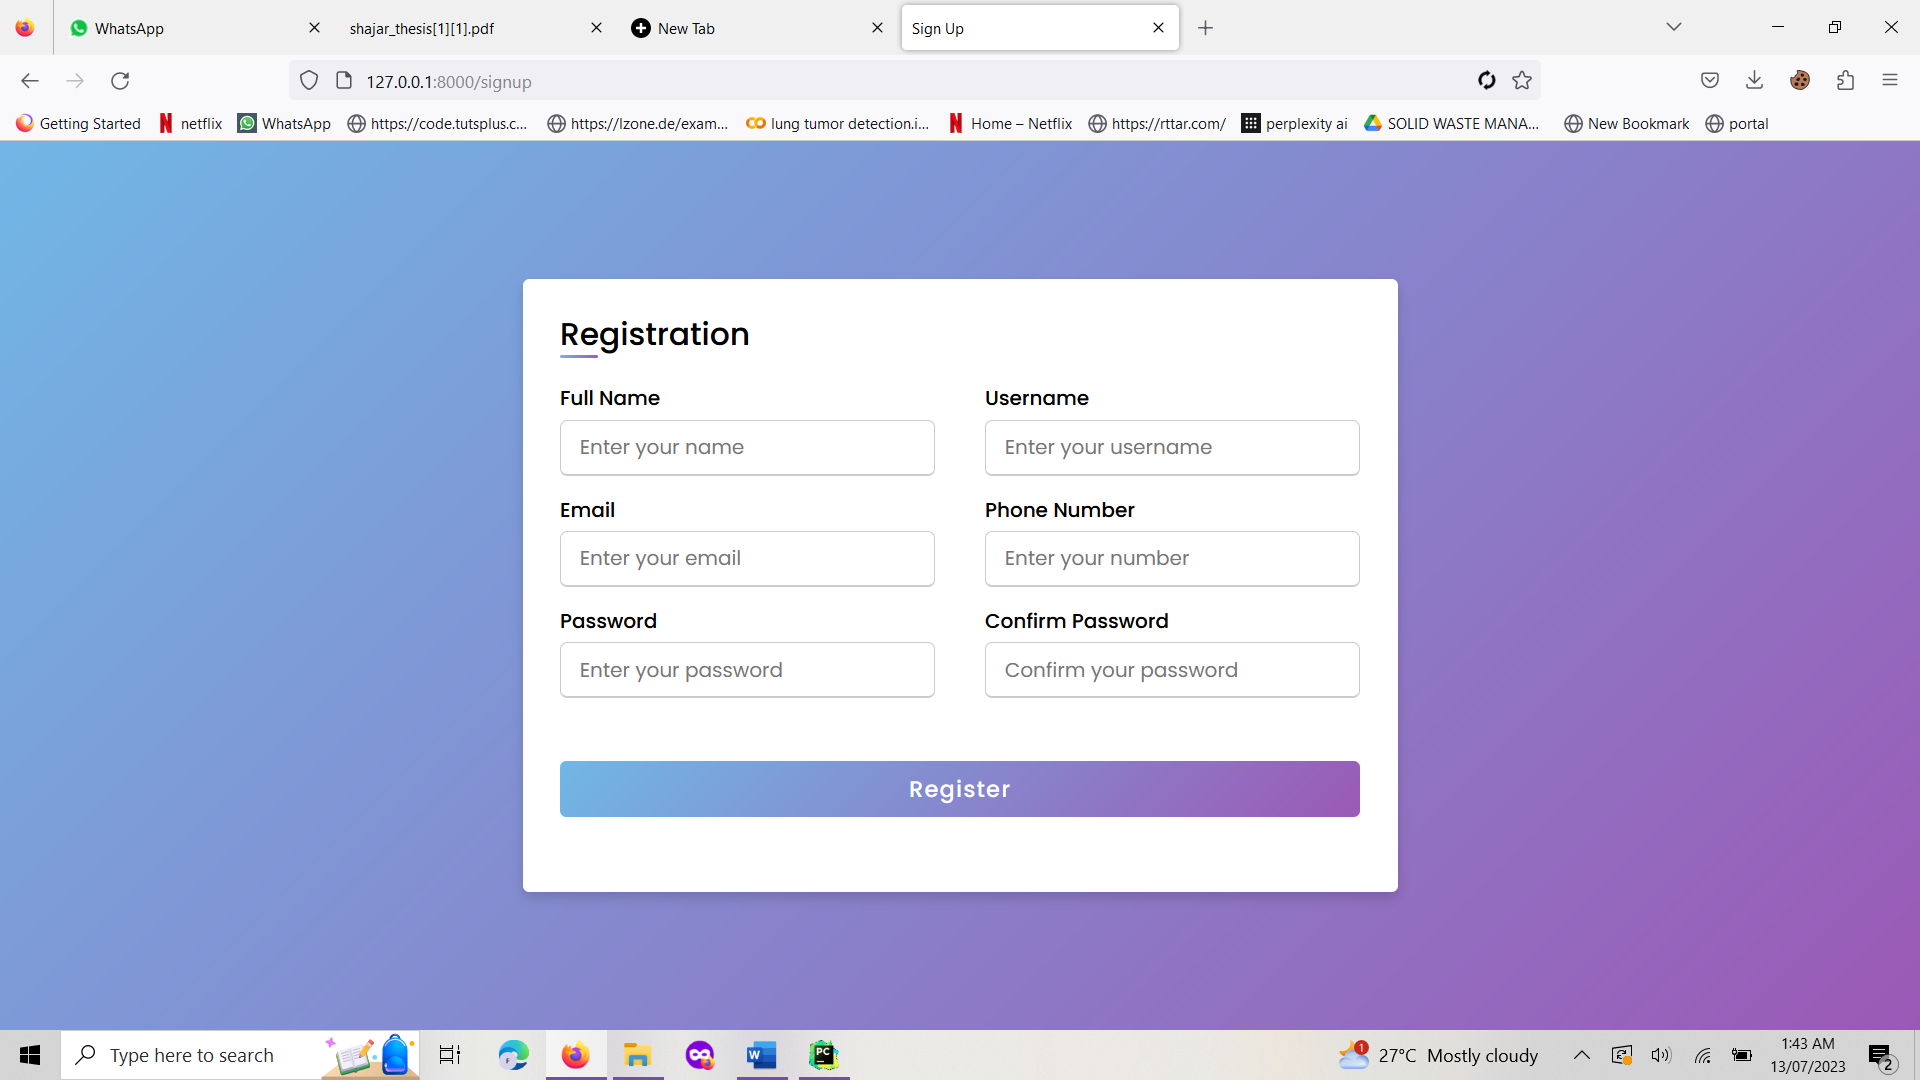 WhatsApp
shajar_thesis[1][1].pdf
New Tab
Sign Up
127.0.0.1:8000/signup
Getting Started
netflix
WhatsApp
https://code.tutsplus.c...
https://lzone.de/exam...
lung tumor detection.i...
Home – Netflix
https://rttar.com/
perplexity ai
SOLID WASTE MANA...
New Bookmark
portal
Registration
Full Name
Username
Enter your name
Enter your username
Email
Phone Number
Enter your email
Enter your number
Password
Confirm Password
Enter your password
Confirm your password
Register
Type here to search
F
W
PC
1
27°C Mostly cloudy
1:43 AM
13/07/2023
2